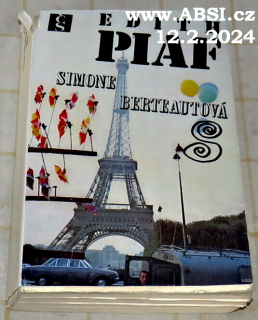 www.ABSI.cz
12.2.2024
PIAF
SIMONE
BERTEAUTOVÁ